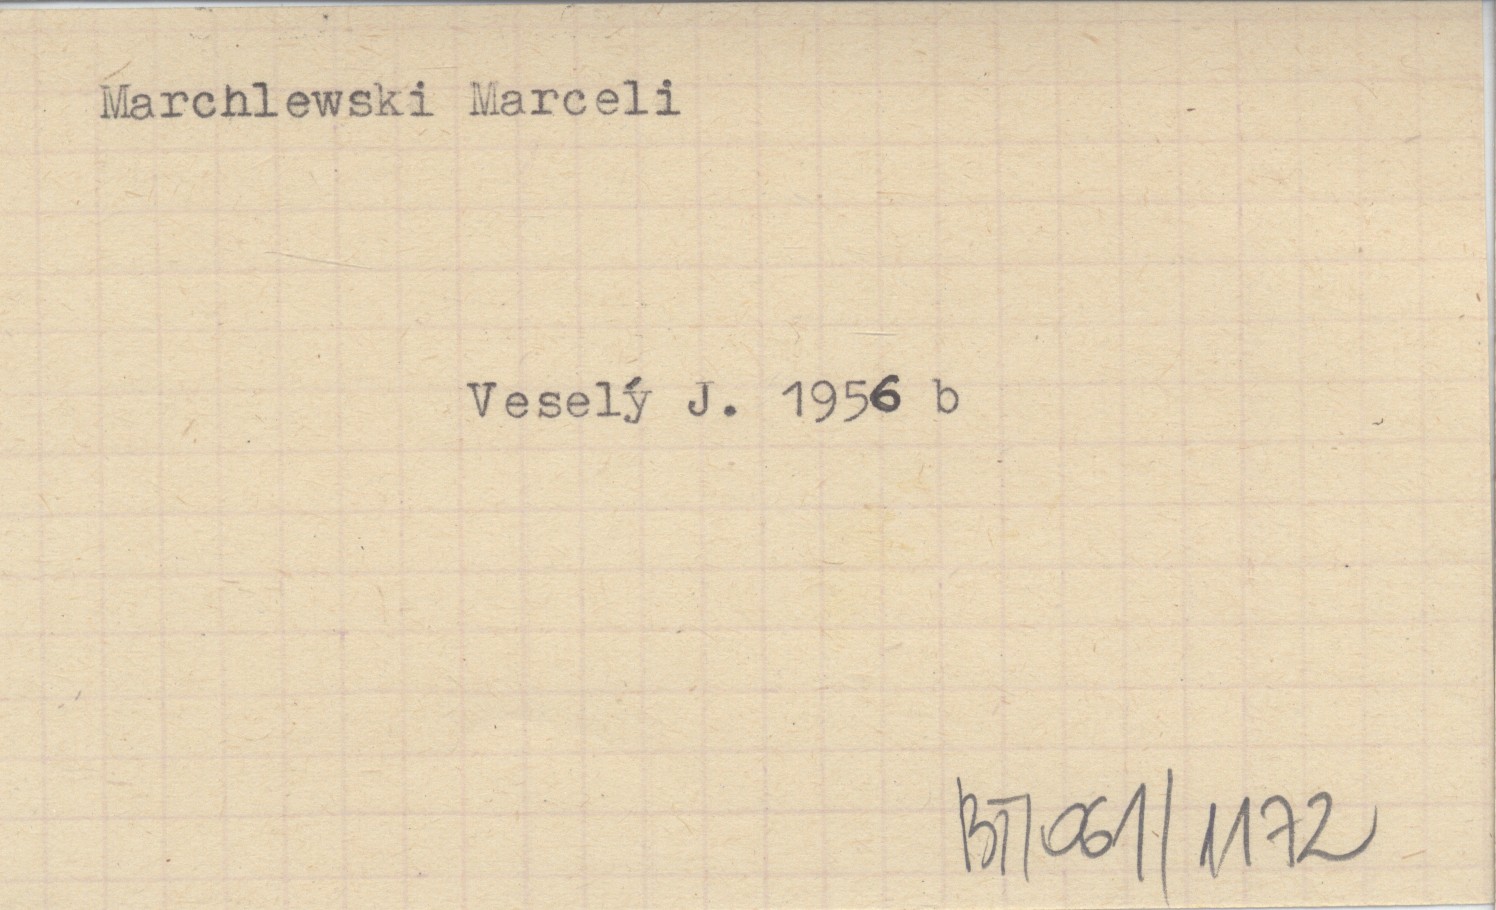 Marchlewski Marceli
Veselý J. 1956 b
BT/061/1172